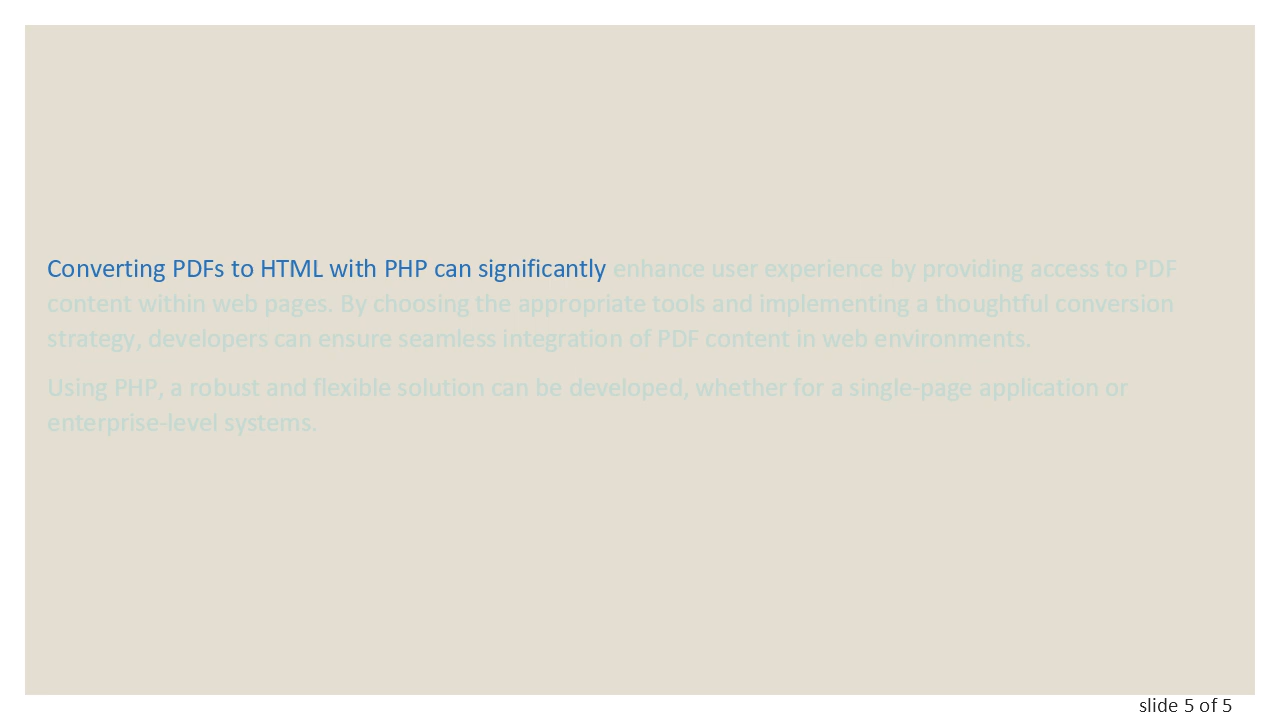 Converting PDFs to HTML with PHP can significantly enhance user experience by providing access to PDF
content within web pages. By choosing the appropriate tools and implementing a thoughtful conversion
strategy, developers can ensure seamless integration of PDF content in web environments.
Using PHP, a robust and flexible solution can be developed, whether for a single-page application or
enterprise-level systems.
slide 5 of 5